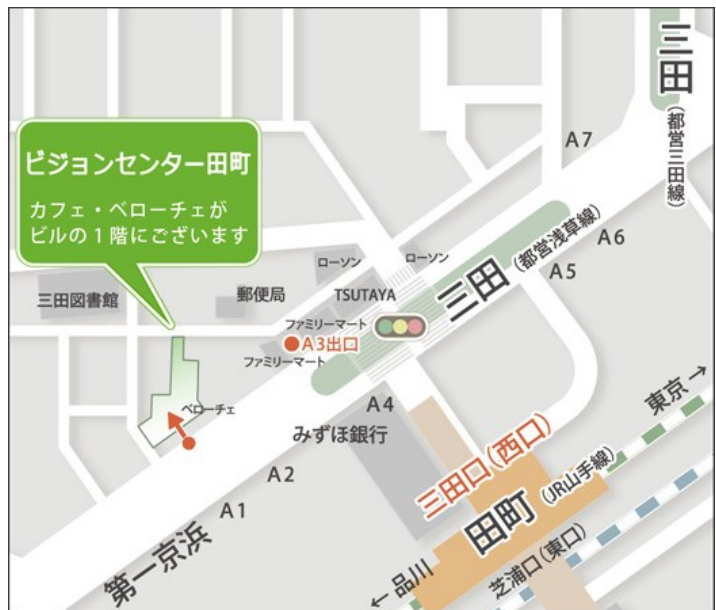 三田
(都営三田線)
A7
ビジョンセンター田町
カフェ・ベローチェが
ビルの1階にございます
A6
三田
(都営浅草線)
A5
ローソン
ローソン
三田図書館
郵便局
TSUTAYA
ファミリーマート
A3出口
ファミリーマート
ベローチェ
A4
みずほ銀行
東京→
A2
三田口(西口)
A1
田町
(JR山手線)
第一京浜
芝浦口(東口)
←品川